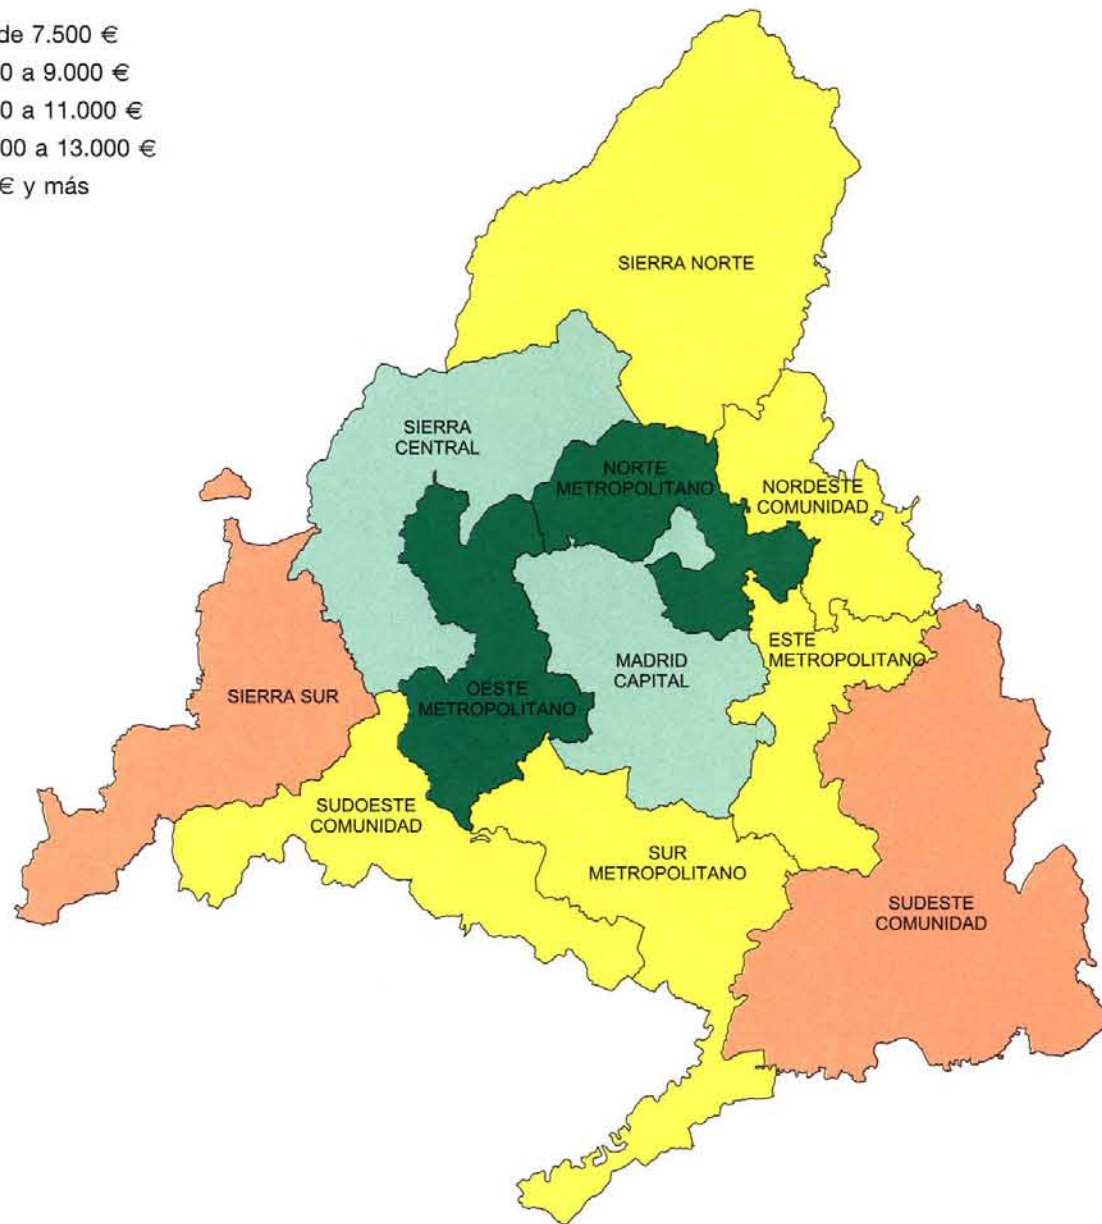 de 7.500 €
0 a 9.000 €
0 a 11.000 €
00 a 13.000 €
€ y más
SIERRA NORTE
SIERRA
CENTRAL
NORTE
METROPOLITANO
NORDESTE
COMUNIDAD
ESTE
METROPOLITANO
MADRID
CAPITAL
SIERRA SUR
OESTE
METROPOLITANO
SUDOESTE
COMUNIDAD
SUR
METROPOLITANO
SUDESTE
COMUNIDAD